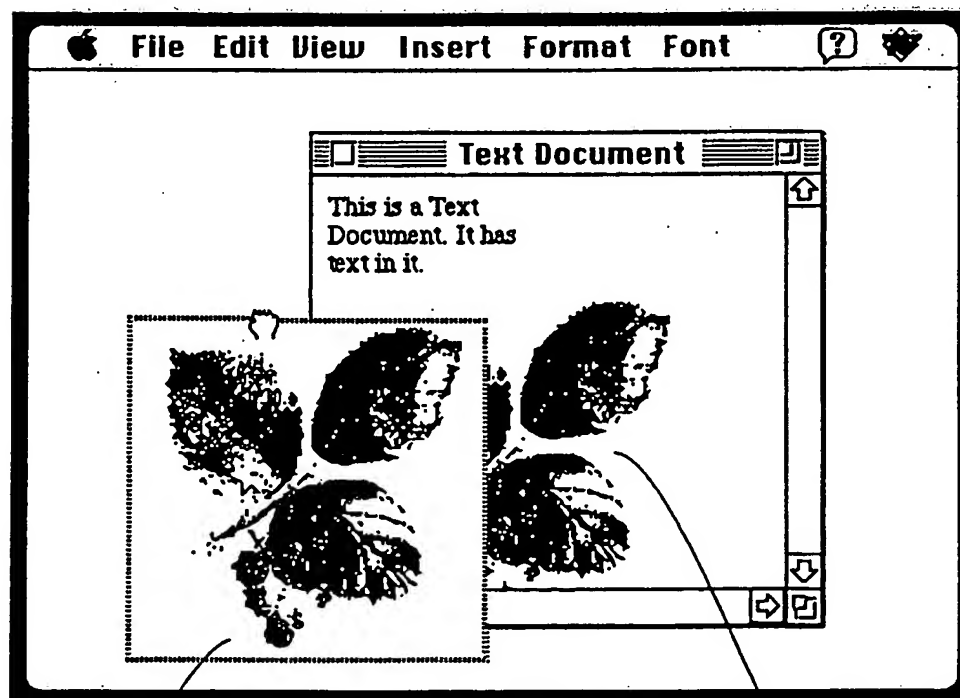 File Edit View Insert Format Font ?
Text Document
This is a Text
Document. It has
text in it.